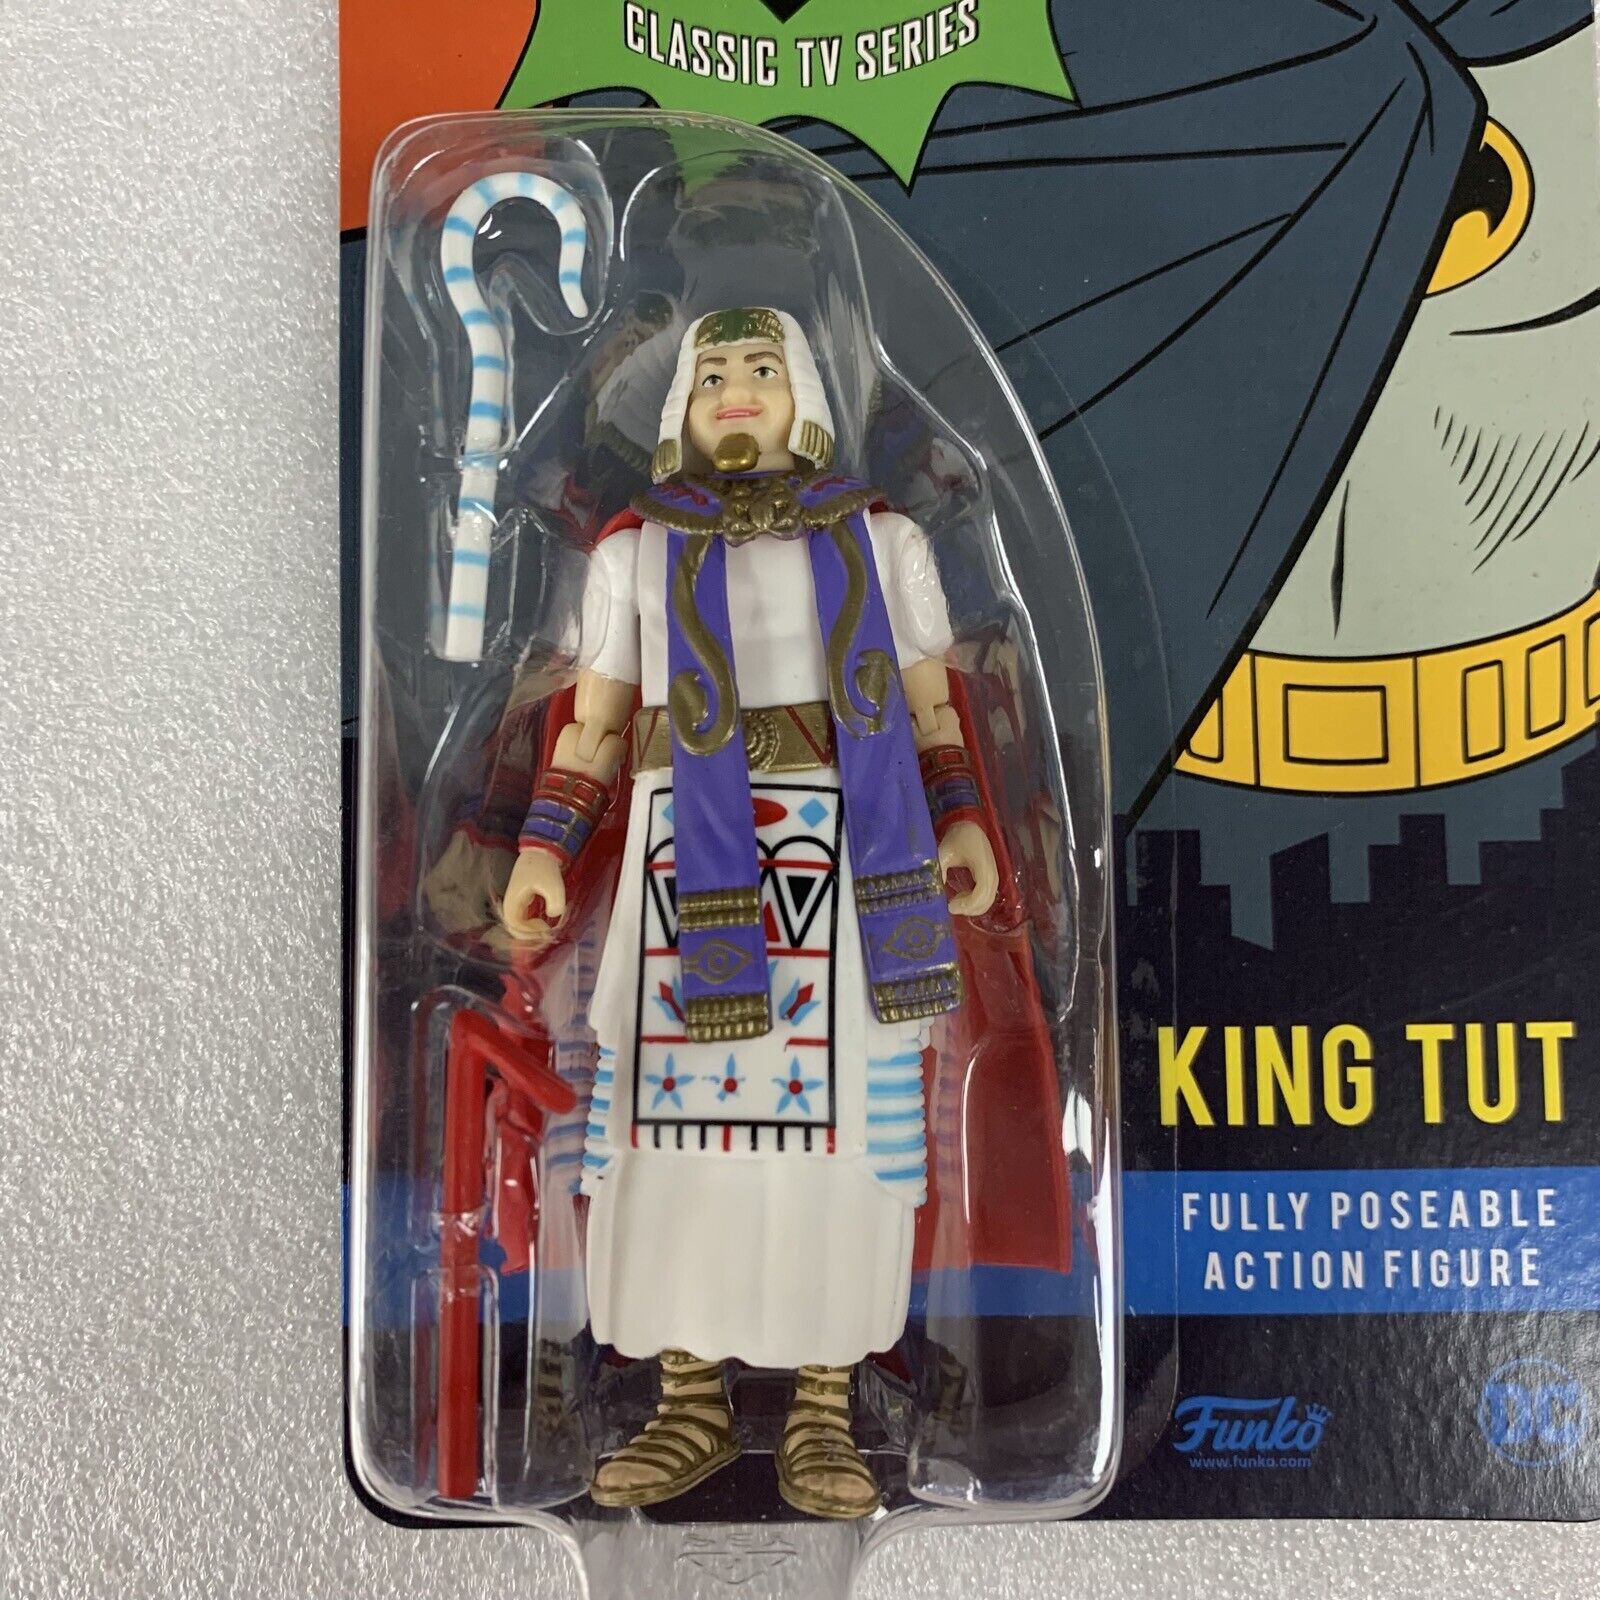 CLASSIC TV SERIES
KING TUT
FULLY POSEABLE
ACTION FIGURE
Funko
www.funko.com
DC